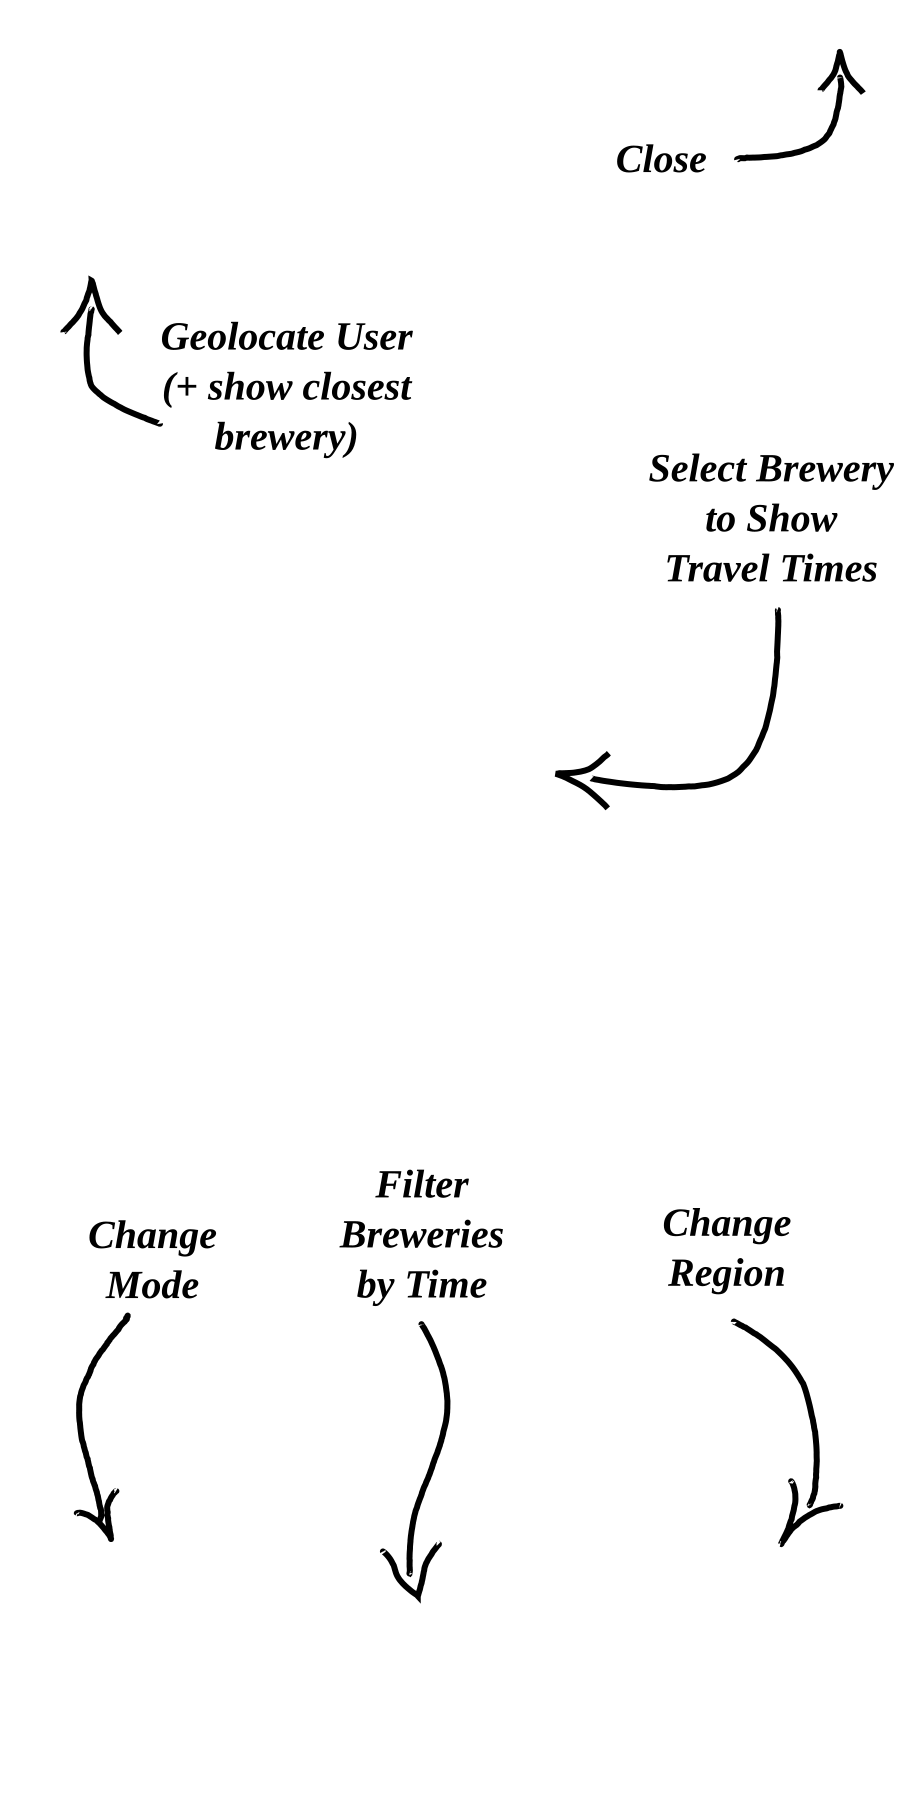 Close
Geolocate User
(+ show closest
brewery)
Select Brewery
to Show
Travel Times
Filter
Breweries
by Time
Change
Mode
Change
Region